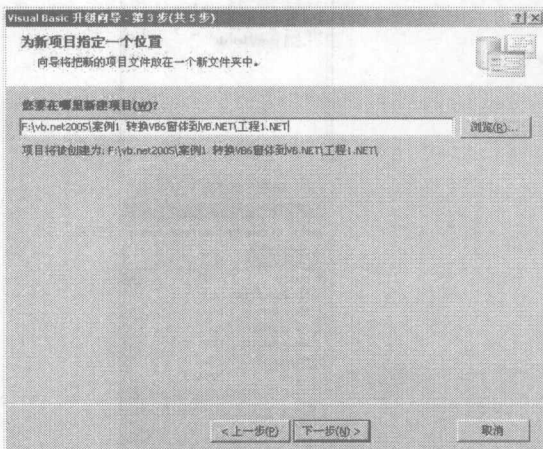 Visual Basic 升级向导 - 第 3 步(共 5 步)
为新项目指定一个位置
向导将把新的项目文件放在一个新文件夹中。
您要在哪里新建项目(W)?
F:\vb.net2005\案例1 转换VB6窗体到VB.NET\工程1.NET
浏览(R)...
项目将被创建为: F:\vb.net2005\案例1 转换VB6窗体到VB.NET\工程1.NET\
<上一步(P)
下一步(N) >
取消